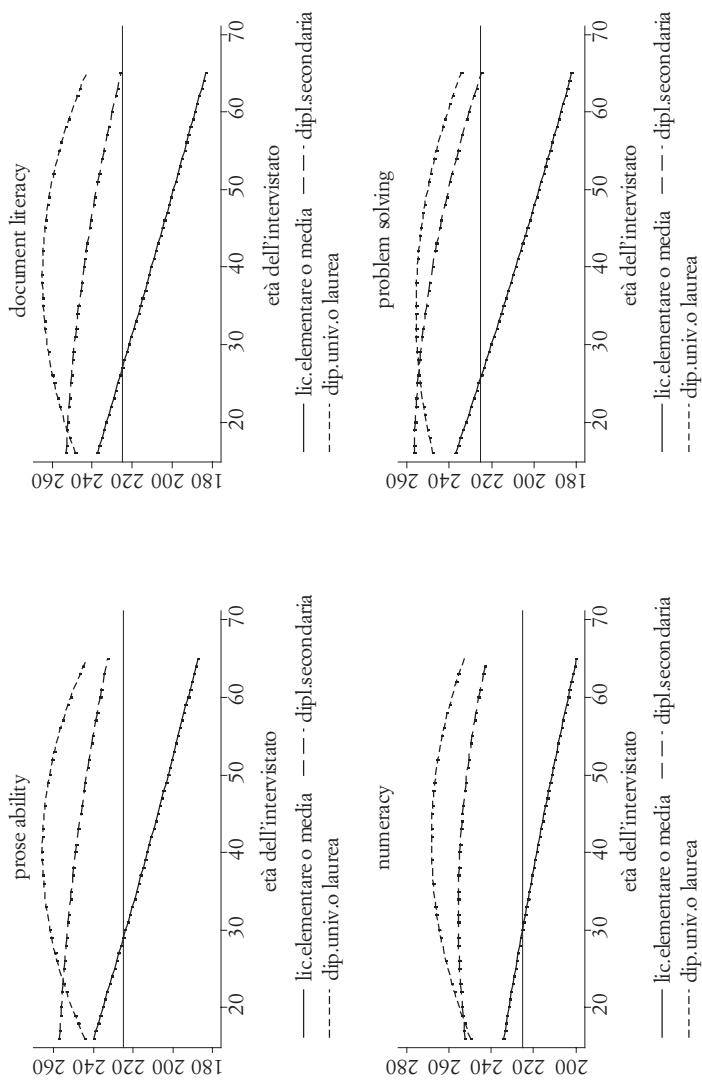 prose ability
260
240
220
200
180
20 30 40 50 60 70
età dell'intervistato
lic.elementare o media dipl.secondaria
dip.univ.o laurea
document literacy
260
240
220
200
180
20 30 40 50 60 70
età dell'intervistato
lic.elementare o media dipl.secondaria
dip.univ.o laurea
numeracy
280
260
240
220
200
20 30 40 50 60 70
età dell'intervistato
lic.elementare o media dipl.secondaria
dip.univ.o laurea
problem solving
260
240
220
200
180
20 30 40 50 60 70
età dell'intervistato
lic.elementare o media dipl.secondaria
dip.univ.o laurea